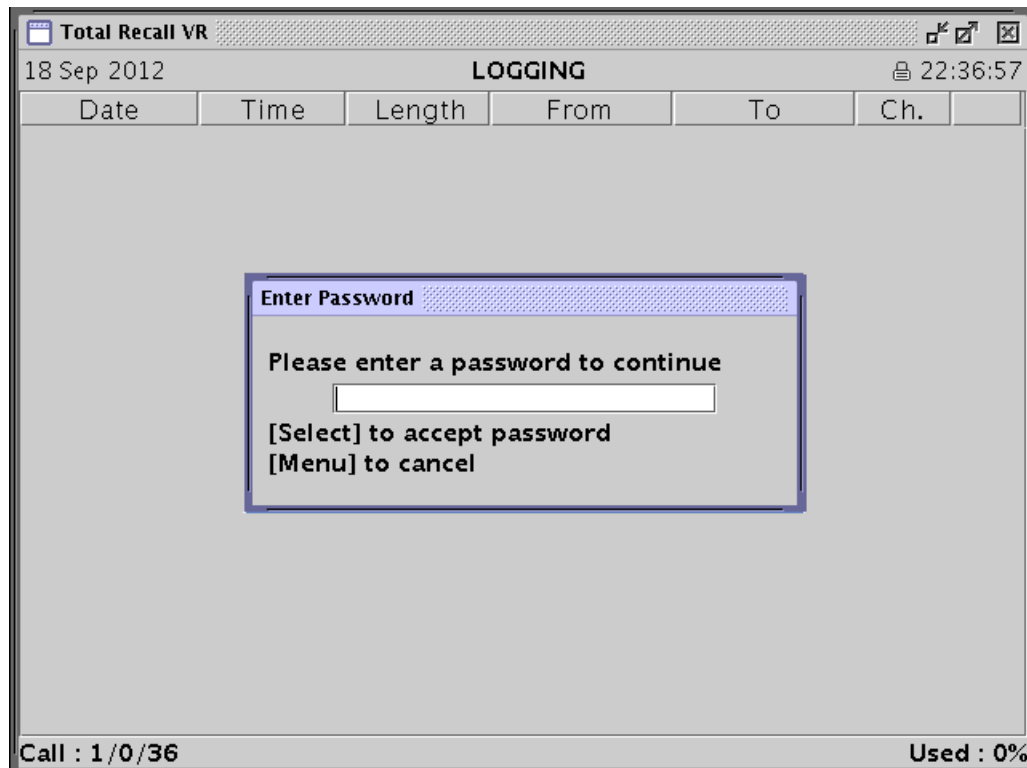 Total Recall VR
18 Sep 2012 LOGGING 22:36:57
Date Time Length From To Ch.
Enter Password
Please enter a password to continue
[Select] to accept password
[Menu] to cancel
Call : 1/0/36 Used : 0%